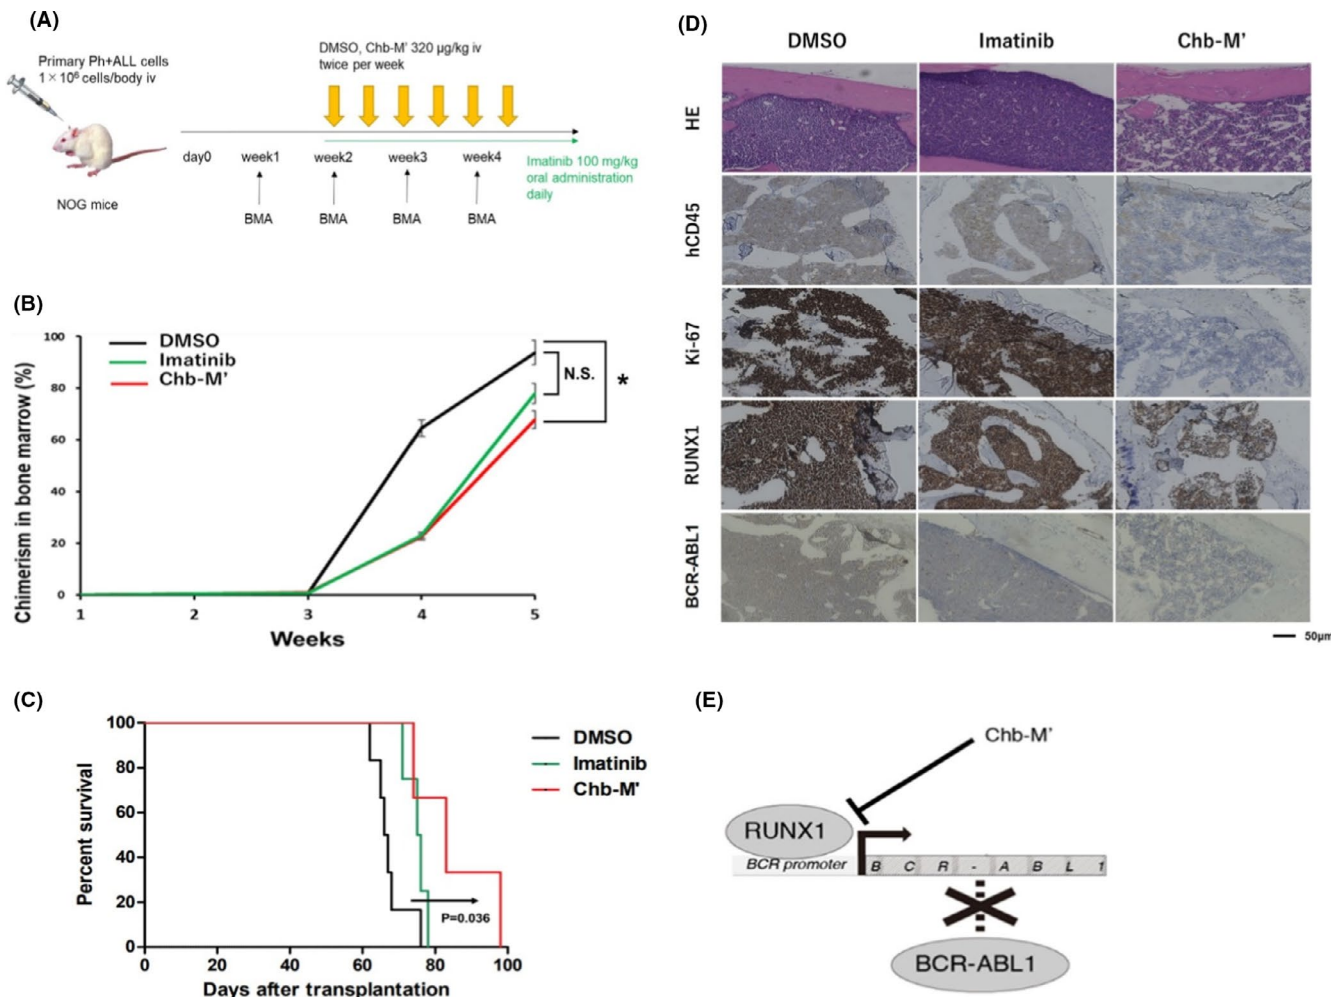 (A)
Primary Ph+ALL cells
1×10⁶ cells/body iv
NOG mice
DMSO, Chb-M' 320 µg/kg iv
twice per week
day0 week1 week2 week3 week4
BMA BMA BMA BMA
Imatinib 100 mg/kg
oral administration
daily
(B)
Chimerism in bone marrow (%)
100
80
60
40
20
0
DMSO
Imatinib
Chb-M'
N.S.
*
1 2 3 4 5
Weeks
(C)
Percent survival
100
80
60
40
20
0
DMSO
Imatinib
Chb-M'
P=0.036
0 20 40 60 80 100
Days after transplantation
(D)
DMSO Imatinib Chb-M'
HE
hCD45
Ki-67
RUNX1
BCR-ABL1
50µm
(E)
Chb-M'
RUNX1
BCR promoter B C R - A B L 1
BCR-ABL1